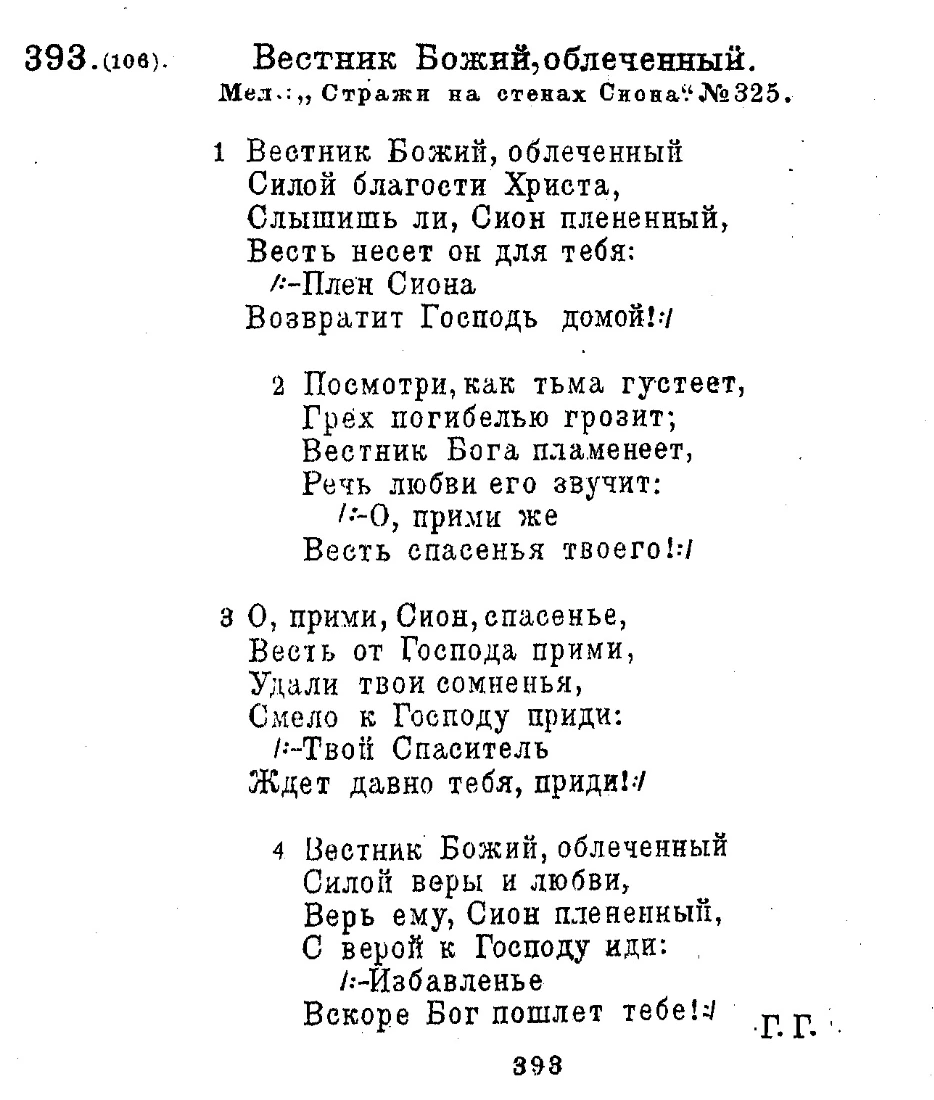 393.(106). Вестник Божий, облеченный.
Мел.:„ Стражи на стенах Сиона“. №325.
1 Вестник Божий, облеченный
Силой благости Христа,
Слышишь ли, Сион плененный,
Весть несет он для тебя:
/:-Плен Сиона
Возвратит Господь домой!:/
2 Посмотри, как тьма густеет,
Грех погибелью грозит;
Вестник Бога пламенеет,
Речь любви его звучит:
/:-О, прими же
Весть спасенья твоего!:/
3 О, прими, Сион, спасенье,
Весть от Господа прими,
Удали твои сомненья,
Смело к Господу приди:
/:-Твой Спаситель
Ждет давно тебя, приди!:/
4 Вестник Божий, облеченный
Силой веры и любви,
Верь ему, Сион плененный,
С верой к Господу иди:
/:-Избавленье
Вскоре Бог пошлет тебе!:/
Г. Г.
393